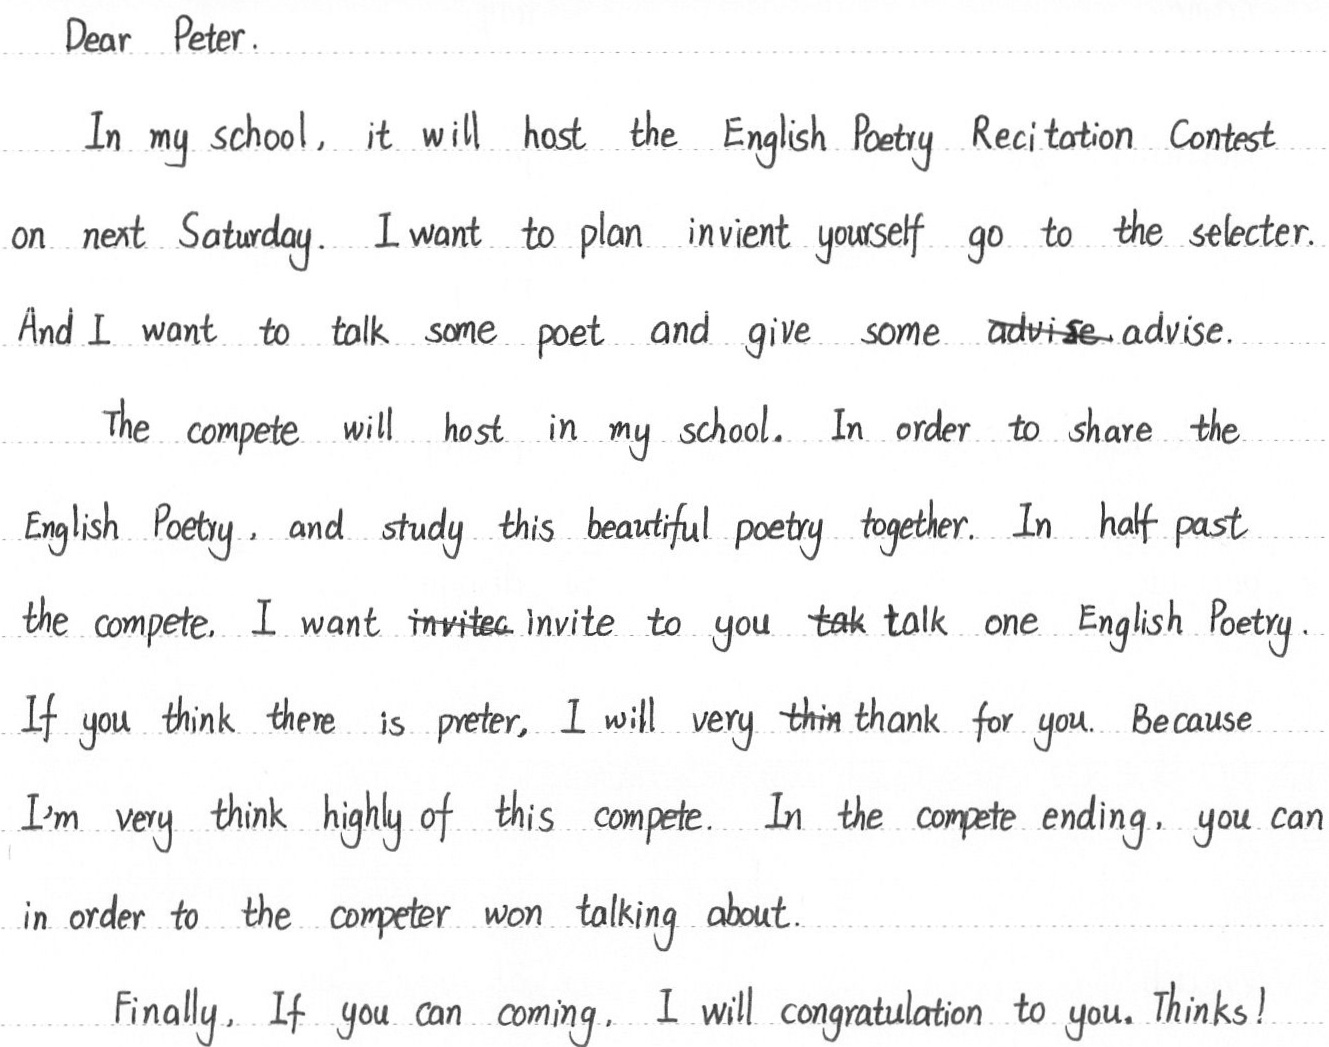 Dear Peter.
In my school, it will host the English Poetry Recitation Contest
on next Saturday. I want to plan invient yourself go to the selecter.
And I want to talk some poet and give some advise advise.
The compete will host in my school. In order to share the
English Poetry, and study this beautiful poetry together. In half past
the compete, I want invitec invite to you tak talk one English Poetry.
If you think there is preter, I will very thin thank for you. Because
I'm very think highly of this compete. In the compete ending, you can
in order to the competer won talking about.
Finally, If you can coming, I will congratulation to you. Thinks!